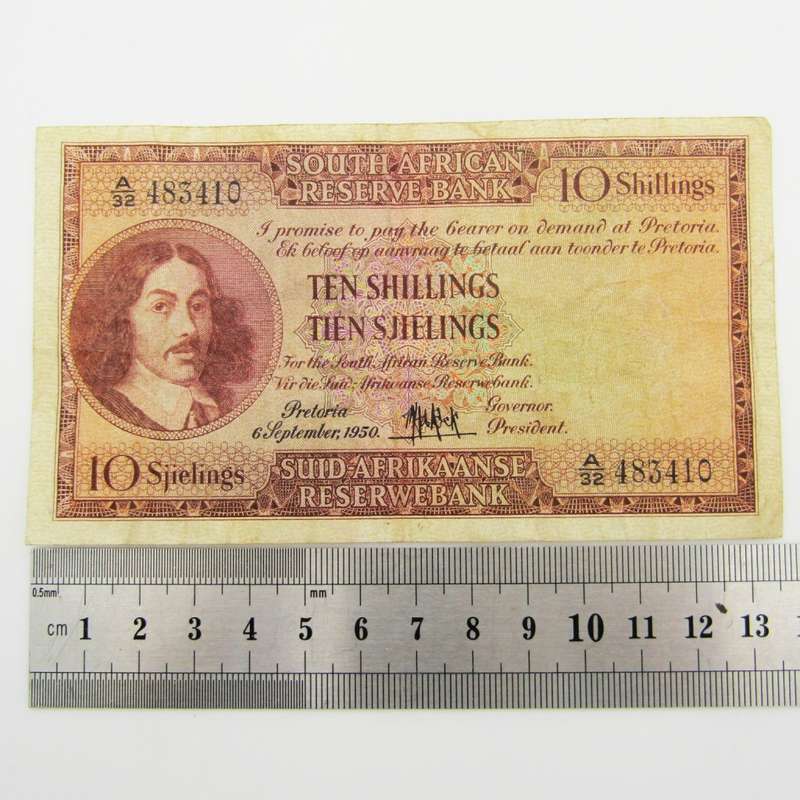 SOUTH AFRICAN
RESERVE BANK
A/32 483410
10 Shillings
I promise to pay the bearer on demand at Pretoria.
Ek beloof op aanvraag te betaal aan toonder te Pretoria.
TEN SHILLINGS
TIEN SJIELINGS
For the South African Reserve Bank.
Vir die Suid-Afrikaanse Reserwebank.
Pretoria
6 September, 1950.
Governor.
President.
10 Sjielings
SUID-AFRIKAANSE
RESERWEBANK
A/32 483410
0.5mm mm
cm 1 2 3 4 5 6 7 8 9 10 11 12 13